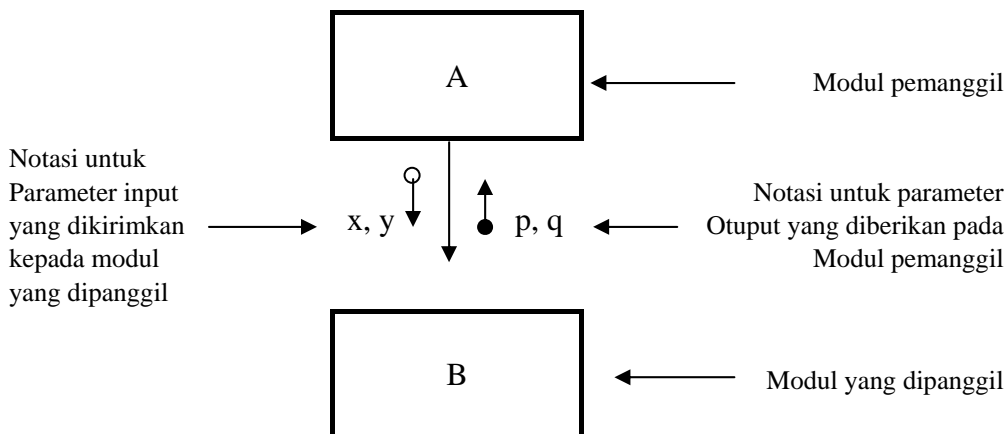 A
Modul pemanggil
Notasi untuk
Parameter input
yang dikirimkan
kepada modul
yang dipanggil
x, y
p, q
Notasi untuk parameter
Otuput yang diberikan pada
Modul pemanggil
B
Modul yang dipanggil